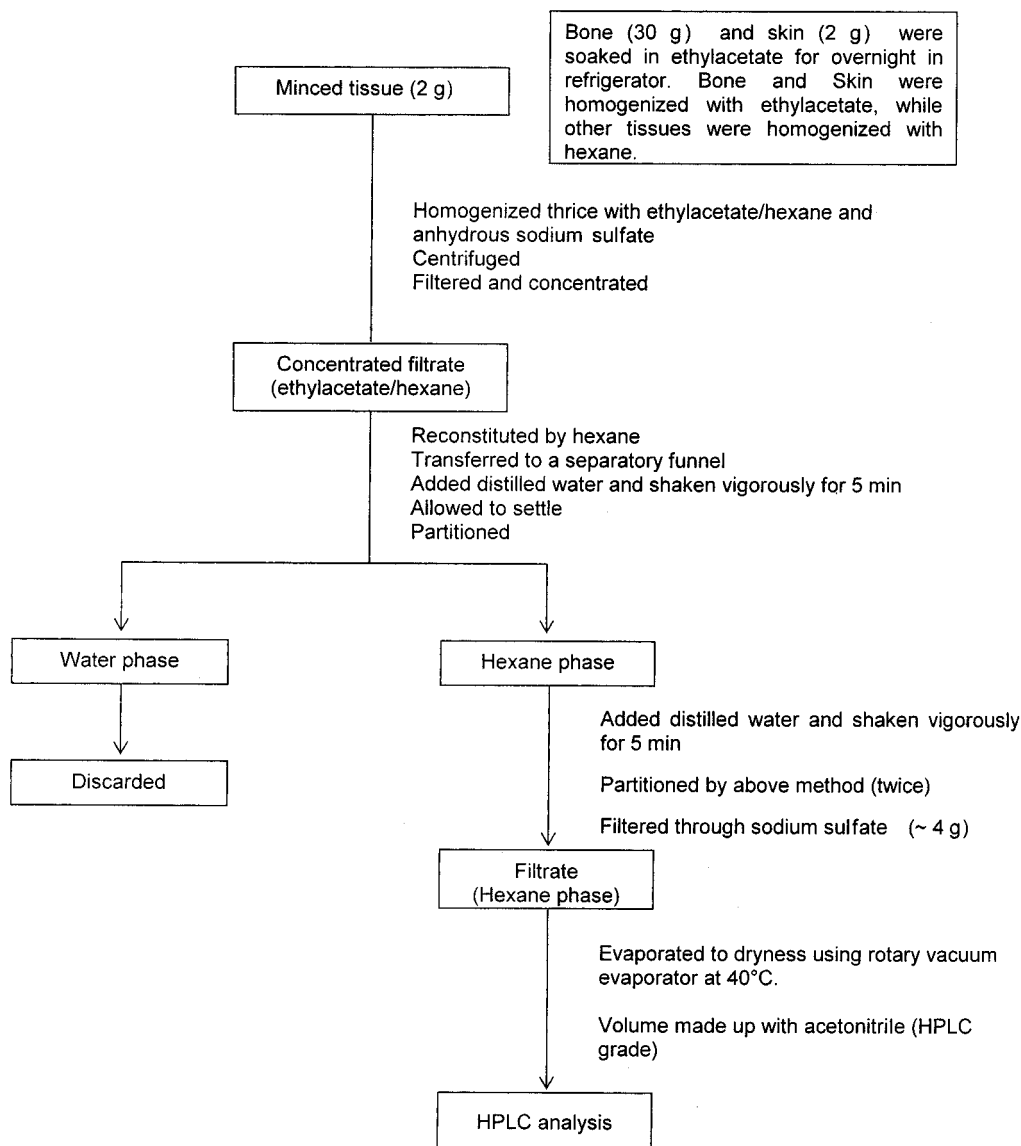 Bone (30 g) and skin (2 g) were
soaked in ethylacetate for overnight in
refrigerator. Bone and Skin were
homogenized with ethylacetate, while
other tissues were homogenized with
hexane.
Minced tissue (2 g)
Homogenized thrice with ethylacetate/hexane and
anhydrous sodium sulfate
Centrifuged
Filtered and concentrated
Concentrated filtrate
(ethylacetate/hexane)
Reconstituted by hexane
Transferred to a separatory funnel
Added distilled water and shaken vigorously for 5 min
Allowed to settle
Partitioned
Water phase
Hexane phase
Discarded
Added distilled water and shaken vigorously
for 5 min
Partitioned by above method (twice)
Filtered through sodium sulfate (~ 4 g)
Filtrate
(Hexane phase)
Evaporated to dryness using rotary vacuum
evaporator at 40°C.
Volume made up with acetonitrile (HPLC
grade)
HPLC analysis